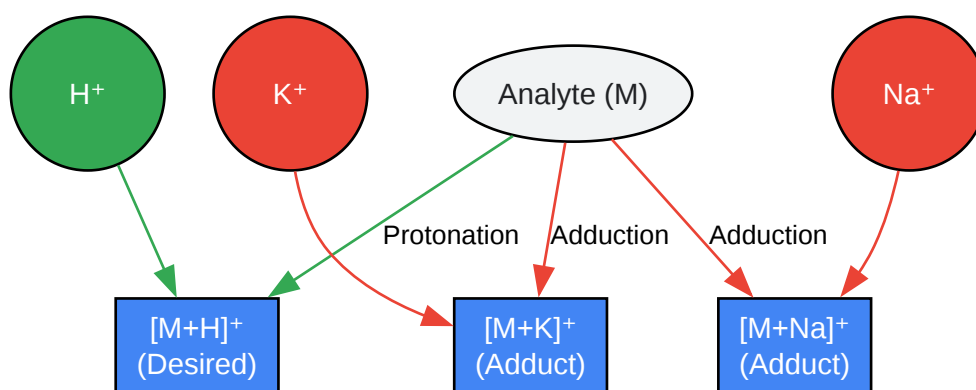 H⁺
K⁺
Analyte (M)
Na⁺
Protonation
Adduction
Adduction
[M+H]⁺
(Desired)
[M+K]⁺
(Adduct)
[M+Na]⁺
(Adduct)